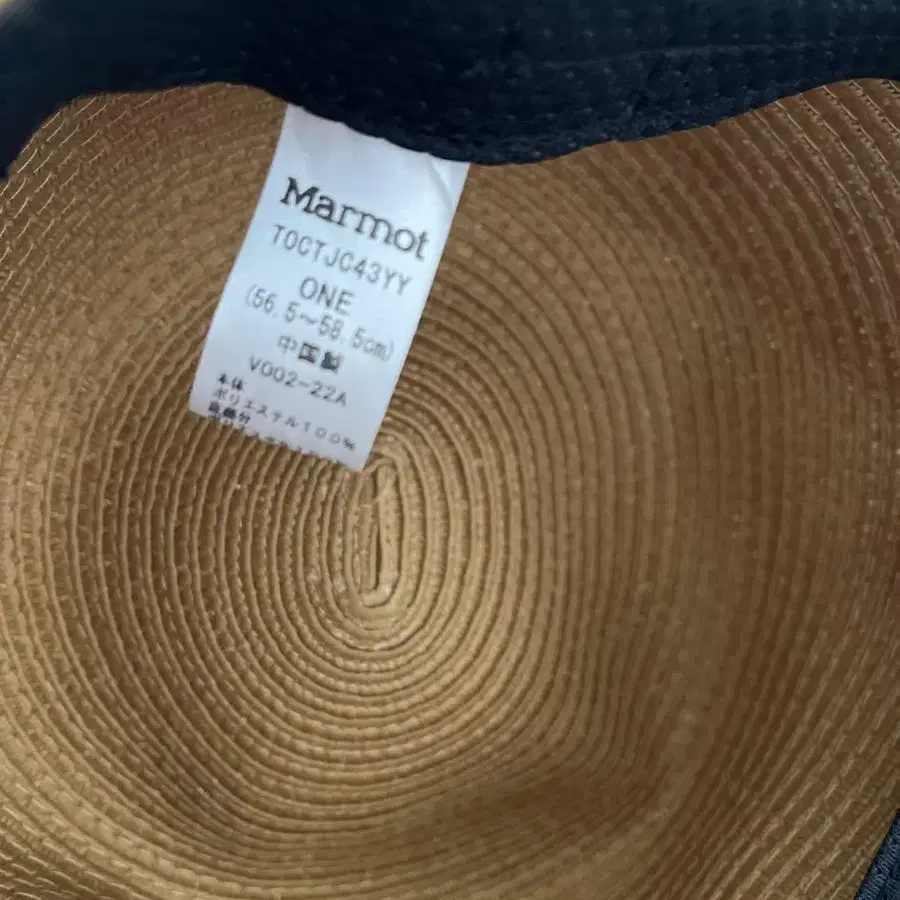 Marmot
TOCTJC43YY
ONE
(56.5～58.5cm)
中国製
V002-22A
本体
ポリエステル100%